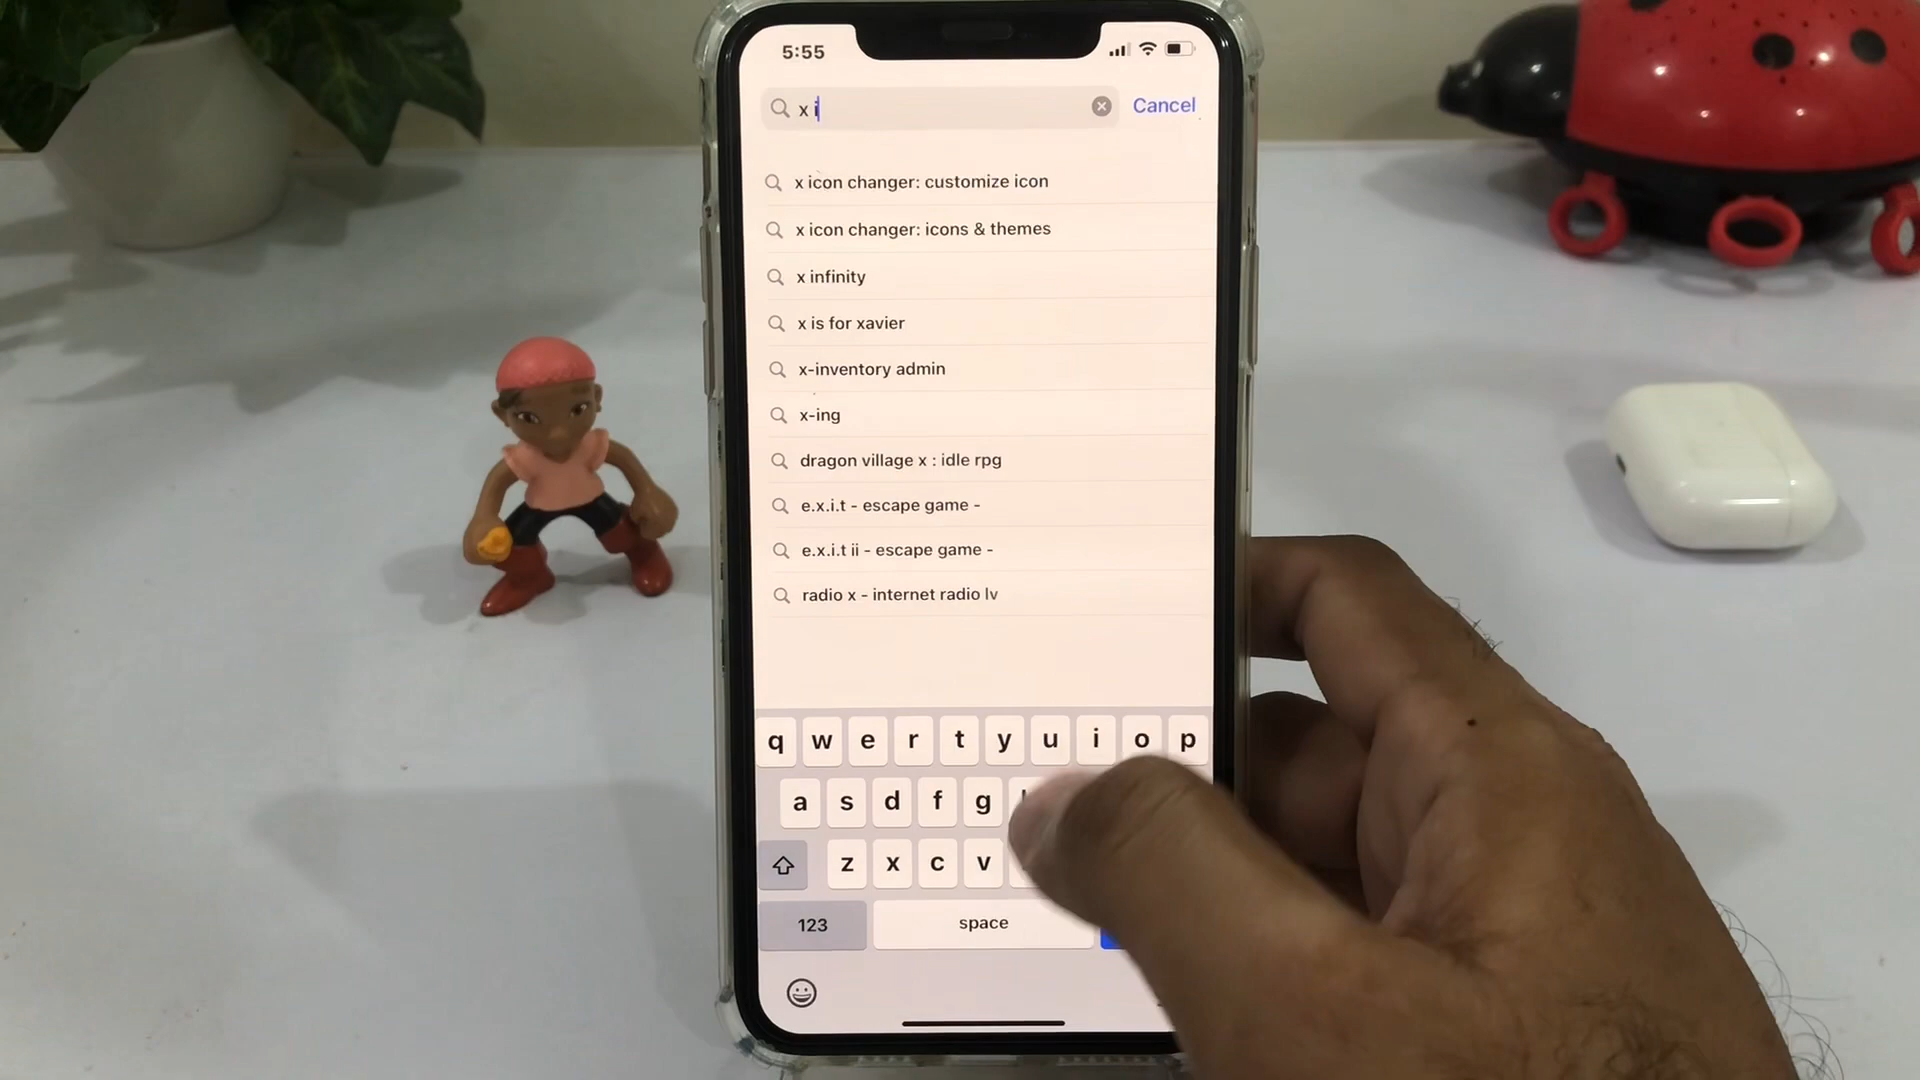 5:55
x i
Cancel
x icon changer: customize icon
x icon changer: icons & themes
x infinity
x is for xavier
x-inventory admin
x-ing
dragon village x : idle rpg
e.x.i.t - escape game -
e.x.i.t ii - escape game -
radio x - internet radio lv
q w e r t y u i o p
a s d f g
z x c v
123 space